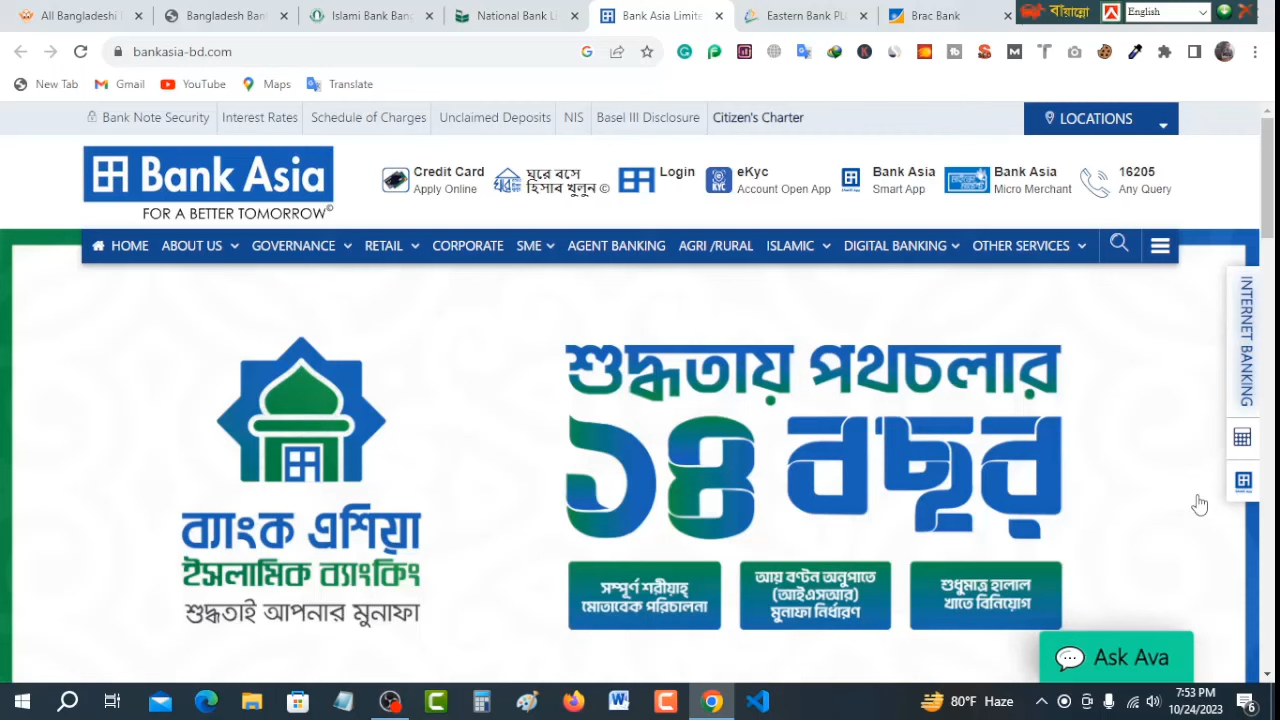 All Bangladeshi
Bangladesh Ban
National Bank L
Bank Asia Limite
Eastern Bank PL
Brac Bank
বায়ান্নো
English
bankasia-bd.com
New Tab
Gmail
YouTube
Maps
Translate
Bank Note Security
Interest Rates
Schedule of Charges
Unclaimed Deposits
NIS
Basel III Disclosure
Citizen's Charter
LOCATIONS
Bank Asia
FOR A BETTER TOMORROW©
Credit Card
Apply Online
ঘরে বসে
হিসাব খুলুন ©
Login
eKyc
Account Open App
Bank Asia
Smart App
Bank Asia
Micro Merchant
16205
Any Query
HOME
ABOUT US
GOVERNANCE
RETAIL
CORPORATE
SME
AGENT BANKING
AGRI /RURAL
ISLAMIC
DIGITAL BANKING
OTHER SERVICES
INTERNET BANKING
শুদ্ধতায় পথচলার
১৪ বছর
ব্যাংক এশিয়া
ইসলামিক ব্যাংকিং
শুদ্ধতাই আপনার মুনাফা
সম্পূর্ণ শরীয়াহ্
মোতাবেক পরিচালনা
আয় বণ্টন অনুপাতে
(আইএসআর)
মুনাফা নির্ধারণ
শুধুমাত্র হালাল
খাতে বিনিয়োগ
Ask Ava
80°F Haze
7:53 PM
10/24/2023
6